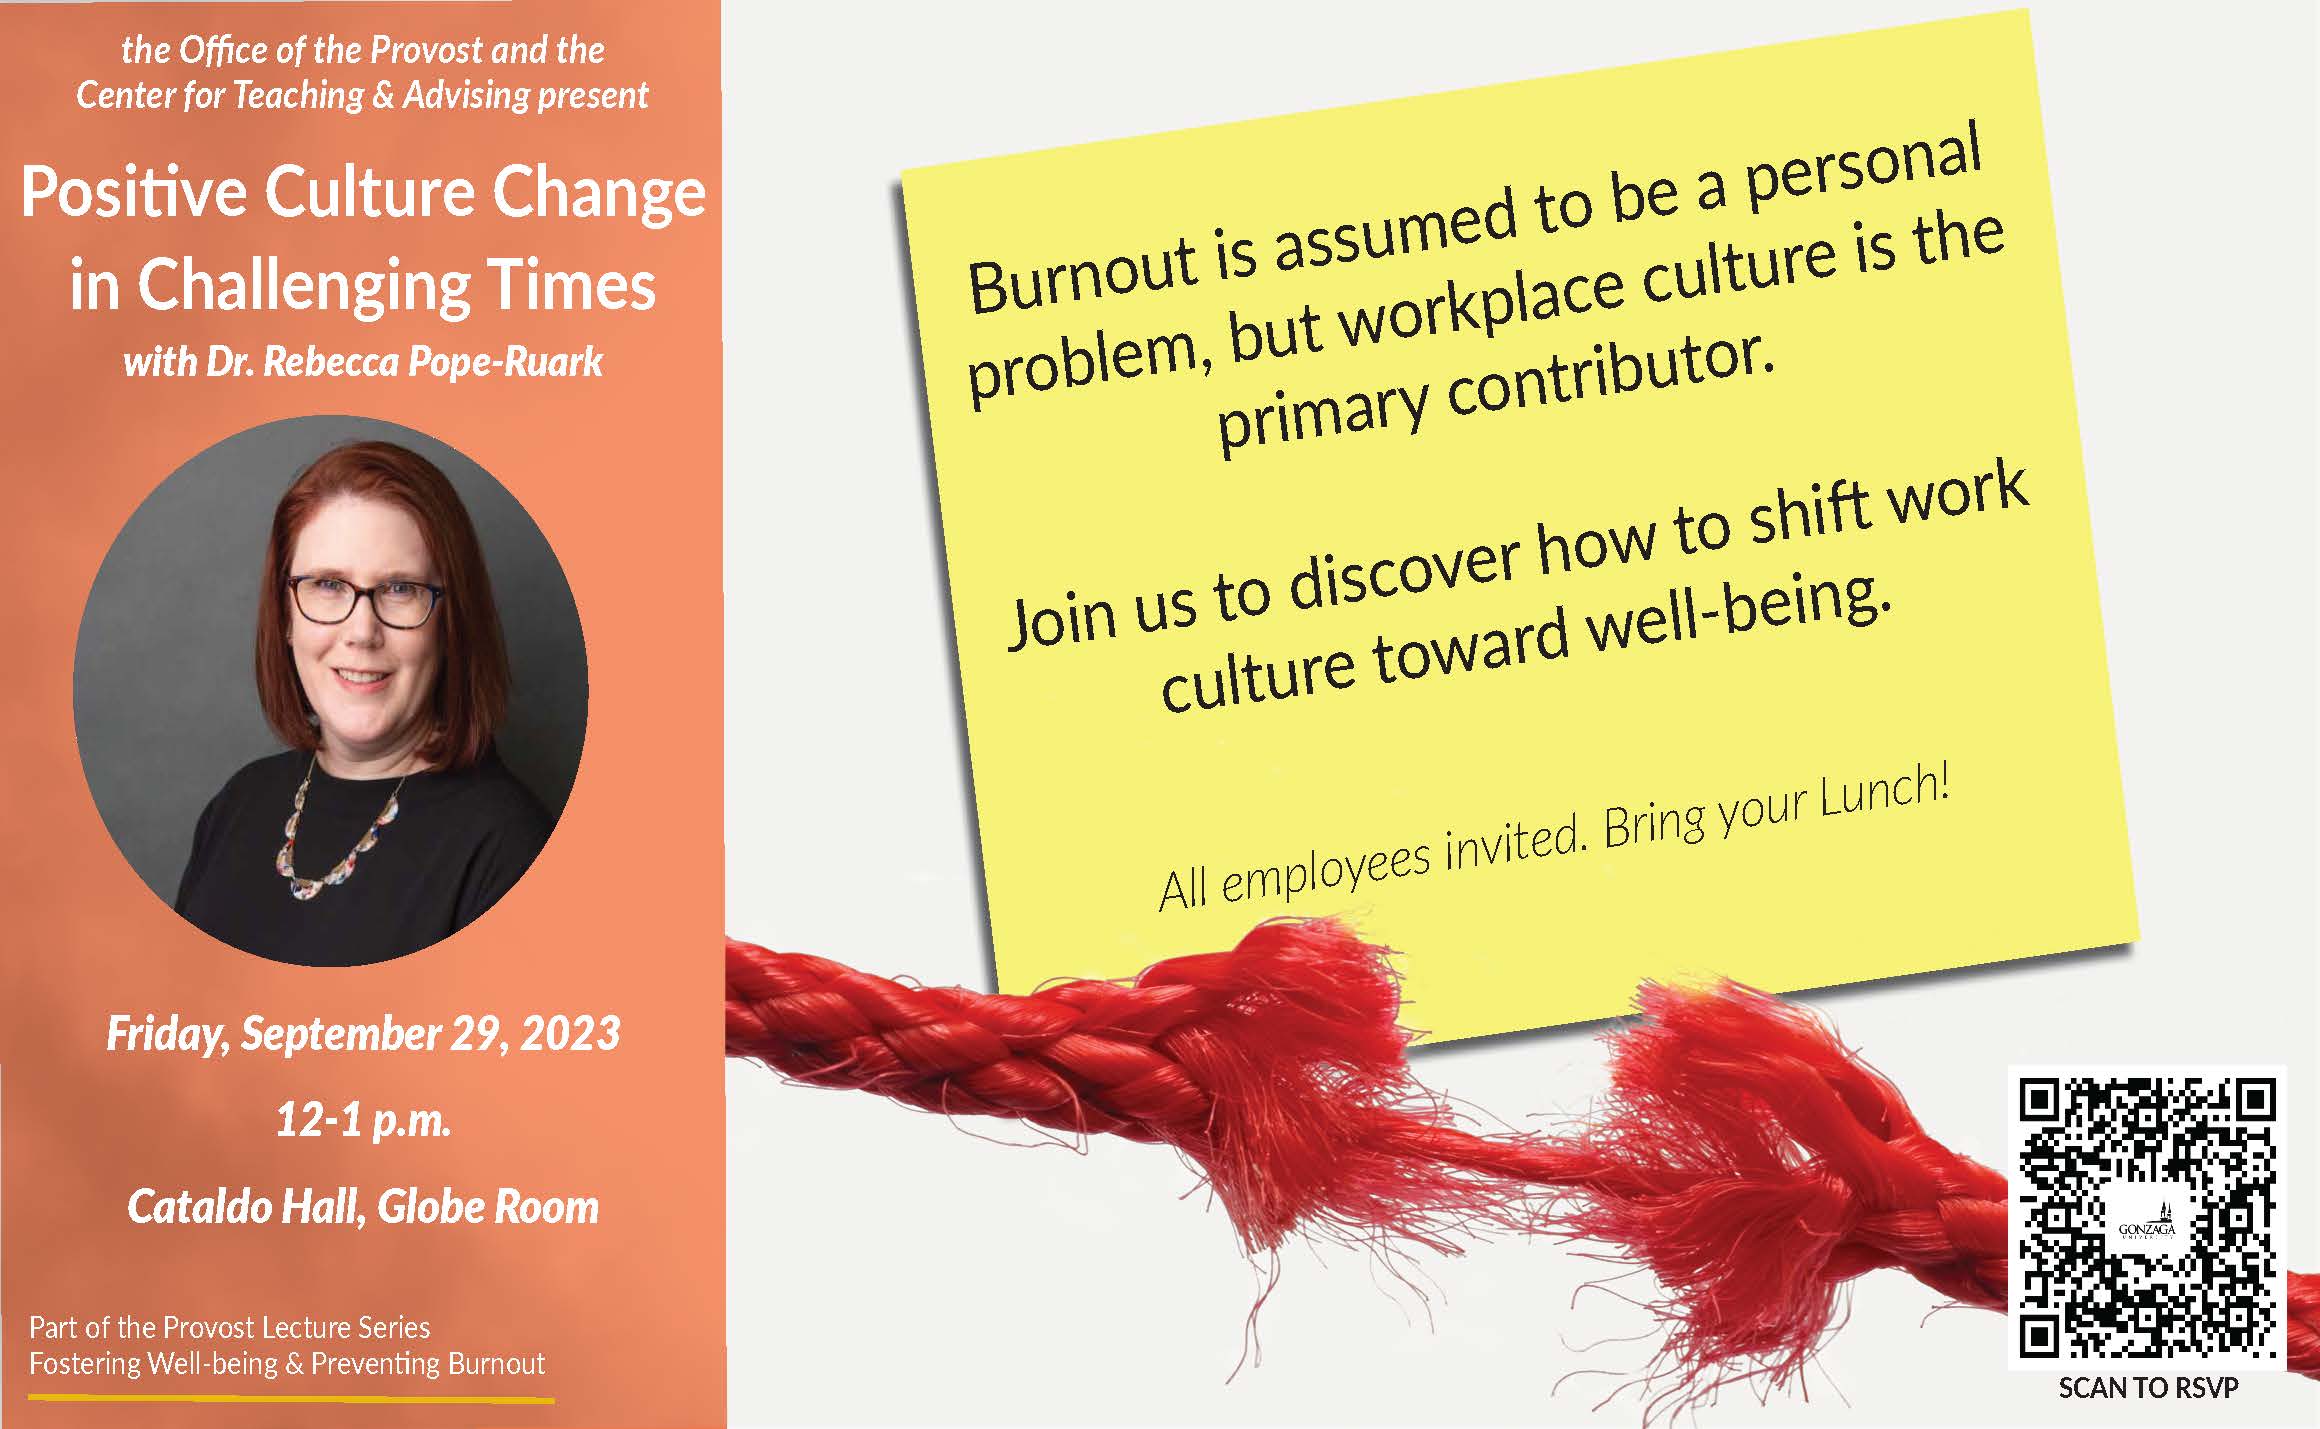 the Office of the Provost and the
Center for Teaching & Advising present
Positive Culture Change
in Challenging Times
with Dr. Rebecca Pope-Ruark
Friday, September 29, 2023
12-1 p.m.
Cataldo Hall, Globe Room
Part of the Provost Lecture Series
Fostering Well-being & Preventing Burnout
Burnout is assumed to be a personal
problem, but workplace culture is the
primary contributor.
Join us to discover how to shift work
culture toward well-being.
All employees invited. Bring your Lunch!
GONZAGA
UNIVERSITY
SCAN TO RSVP